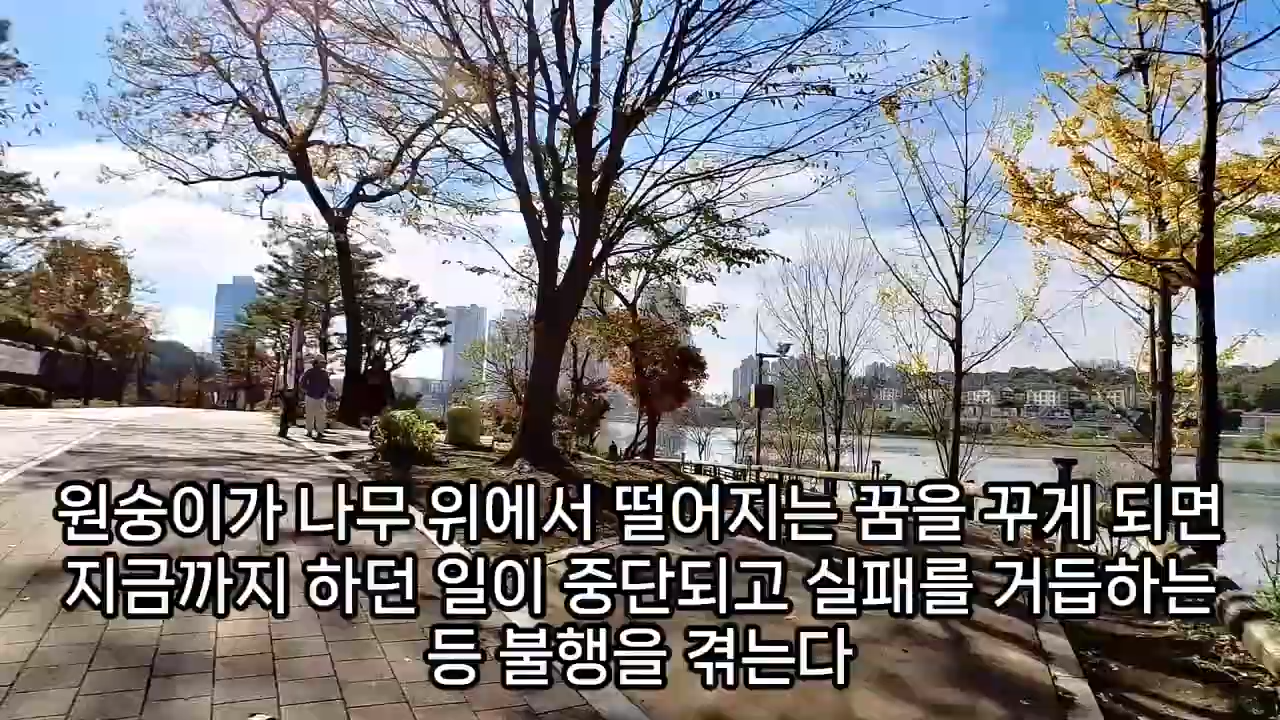 원숭이가 나무 위에서 떨어지는 꿈을 꾸게 되면
지금까지 하던 일이 중단되고 실패를 거듭하는
등 불행을 겪는다